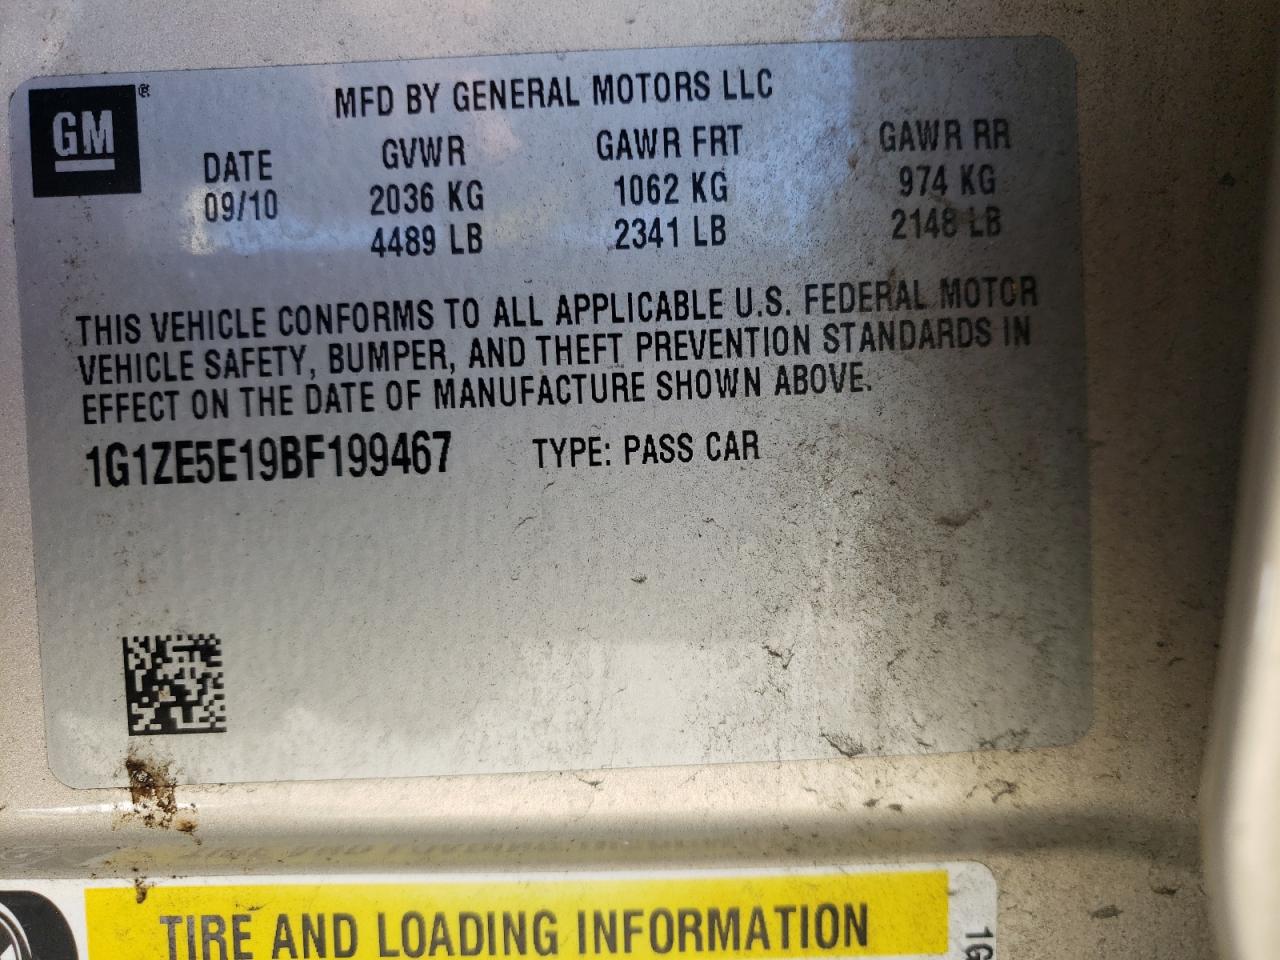 GM ®
MFD BY GENERAL MOTORS LLC
DATE GVWR GAWR FRT GAWR RR
09/10 2036 KG 1062 KG 974 KG
4489 LB 2341 LB 2148 LB
THIS VEHICLE CONFORMS TO ALL APPLICABLE U.S. FEDERAL MOTOR
VEHICLE SAFETY, BUMPER, AND THEFT PREVENTION STANDARDS IN
EFFECT ON THE DATE OF MANUFACTURE SHOWN ABOVE.
1G1ZE5E19BF199467 TYPE: PASS CAR
TIRE AND LOADING INFORMATION
1G